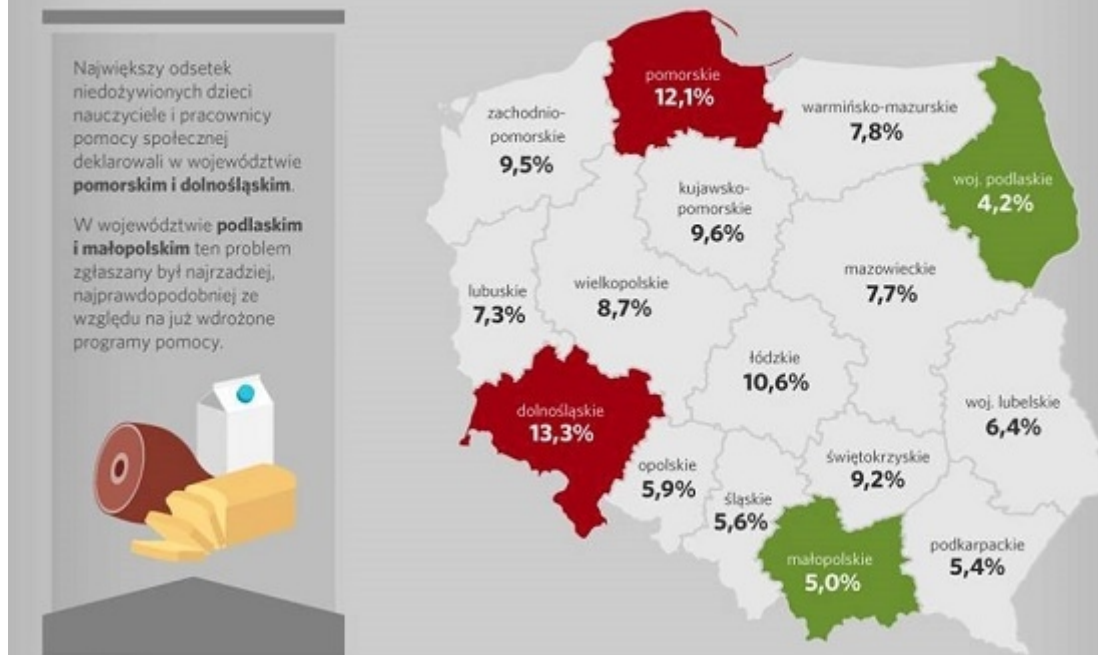 Największy odsetek
niedożywionych dzieci
nauczyciele i pracownicy
pomocy społecznej
deklarowali w województwie
pomorskim i dolnośląskim.
W województwie podlaskim
i małopolskim ten problem
zgłaszany był najrzadziej,
najprawdopodobniej ze
względu na już wdrożone
programy pomocy.
pomorskie
12,1%
zachodnio-
pomorskie
9,5%
warmińsko-mazurskie
7,8%
woj. podlaskie
4,2%
kujawsko-
pomorskie
9,6%
mazowieckie
7,7%
lubuskie
7,3%
wielkopolskie
8,7%
łódzkie
10,6%
dolnośląskie
13,3%
woj. lubelskie
6,4%
opolskie
5,9%
śląskie
5,6%
świętokrzyskie
9,2%
małopolskie
5,0%
podkarpackie
5,4%